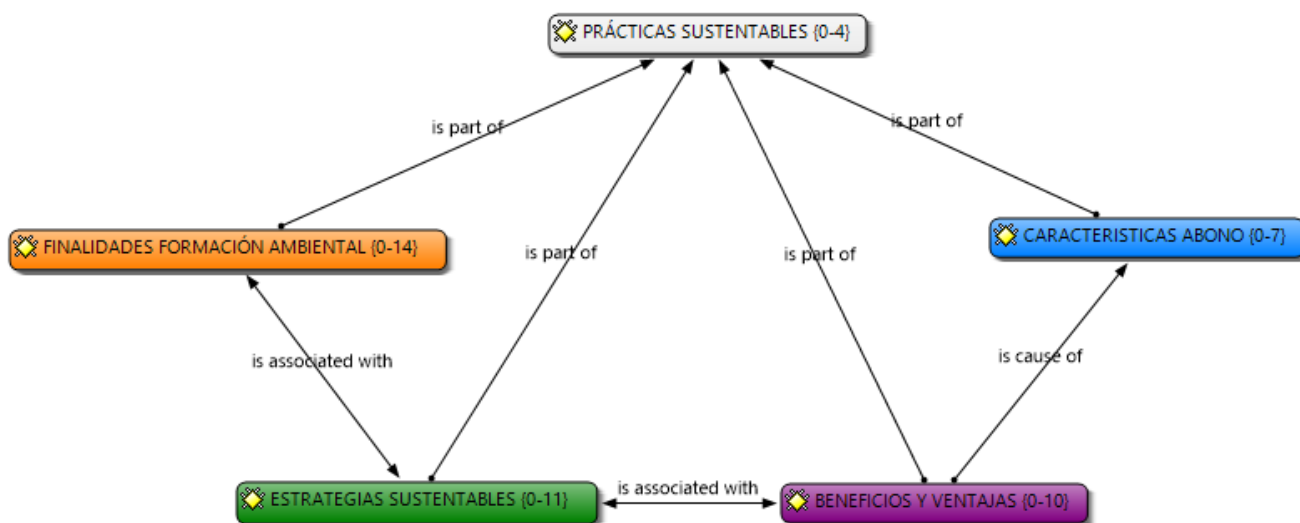 PRÁCTICAS SUSTENTABLES {0-4}
is part of
is part of
FINALIDADES FORMACIÓN AMBIENTAL {0-14}
CARACTERISTICAS ABONO {0-7}
is part of
is part of
is associated with
is cause of
ESTRATEGIAS SUSTENTABLES {0-11}
is associated with
BENEFICIOS Y VENTAJAS {0-10}